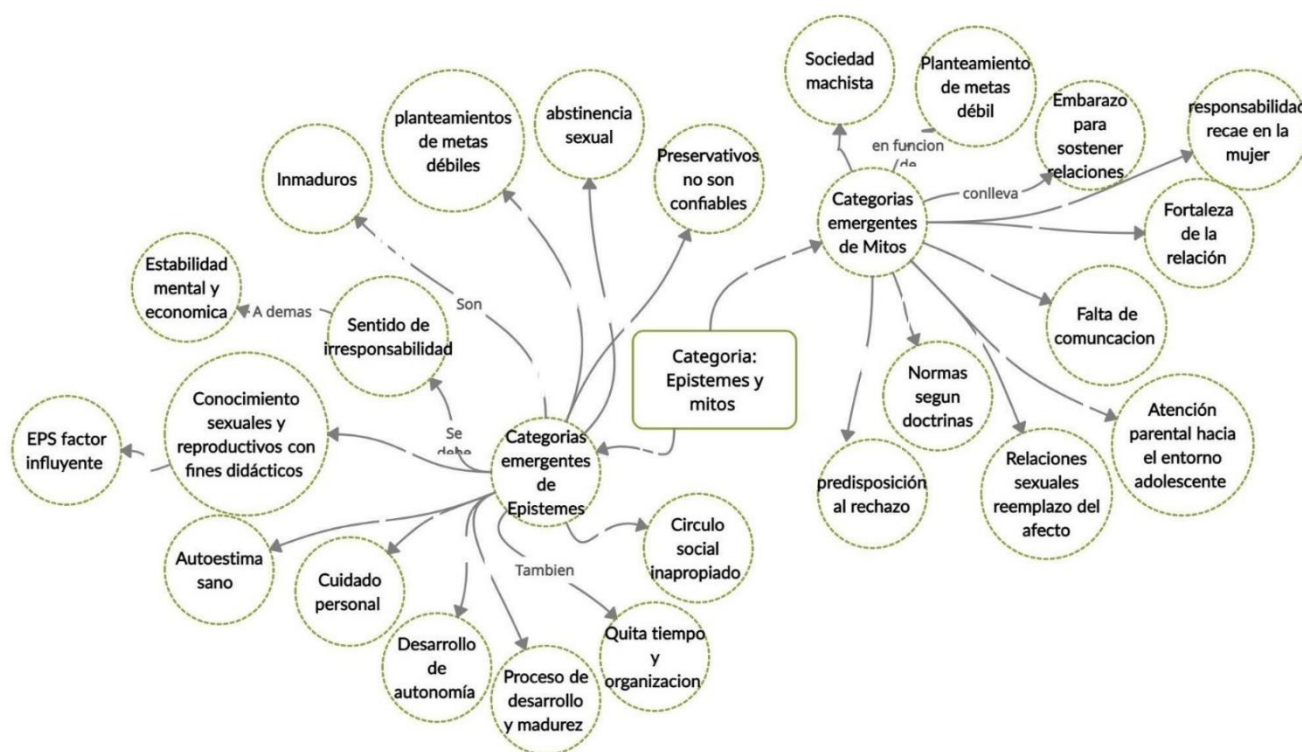 Sociedad
machista
Planteamiento
de metas
débil
Embarazo
para
sostener
relaciones
responsabilidad
recae en la
mujer
en funcion
de
conlleva
Categorias
emergentes
de Mitos
Fortaleza
de la
relación
Falta de
comuncacion
Atención
parental hacia
el entorno
adolescente
Relaciones
sexuales
reemplazo del
afecto
Normas
segun
doctrinas
predisposición
al rechazo
Categoria:
Epistemes y
mitos
planteamientos
de metas
débiles
abstinencia
sexual
Preservativos
no son
confiables
Inmaduros
Son
Estabilidad
mental y
economica
A demas
Sentido de
irresponsabilidad
Se
debe
Conocimiento
sexuales y
reproductivos con
fines didácticos
EPS factor
influyente
Categorias
emergentes
de
Epistemes
Autoestima
sano
Cuidado
personal
Desarrollo
de
autonomía
Proceso de
desarrollo
y madurez
Tambien
Quita tiempo
y
organizacion
Circulo
social
inapropiado